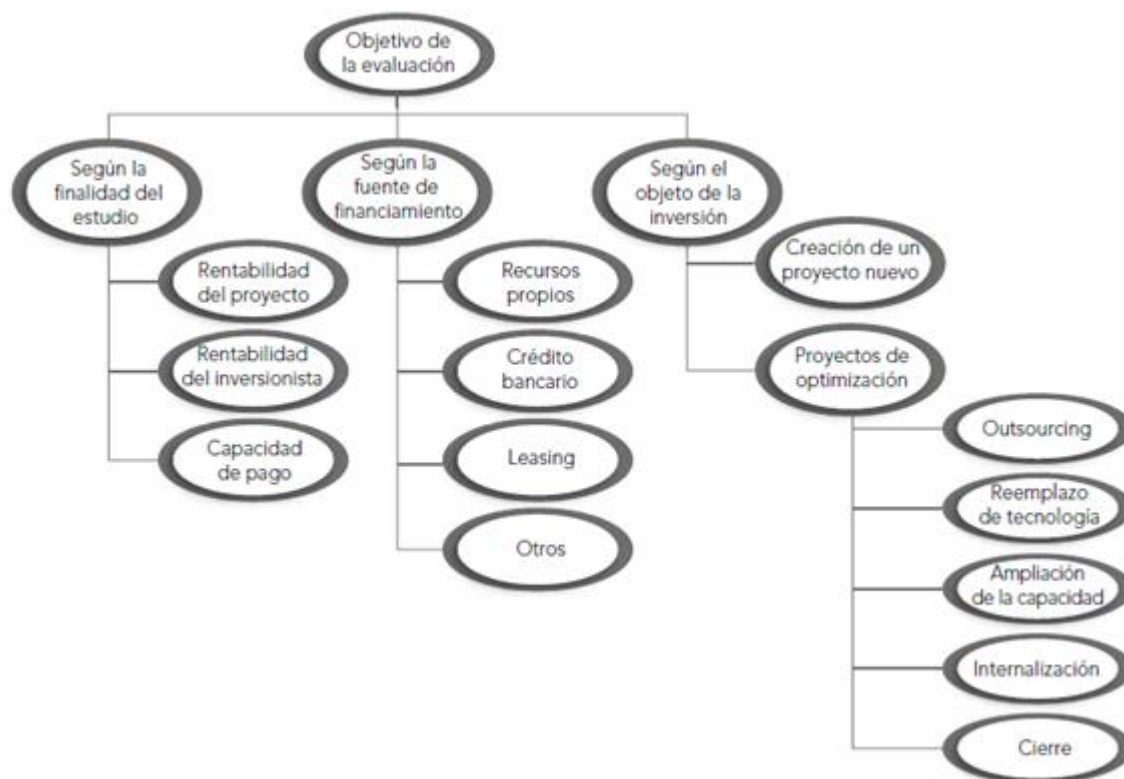 Objetivo de
la evaluación
Según la
finalidad del
estudio
Según la
fuente de
financiamiento
Según el
objeto de la
inversión
Rentabilidad
del proyecto
Rentabilidad
del inversionista
Capacidad
de pago
Recursos
propios
Crédito
bancario
Leasing
Otros
Creación de un
proyecto nuevo
Proyectos de
optimización
Outsourcing
Reemplazo
de tecnología
Ampliación
de la capacidad
Internalización
Cierre